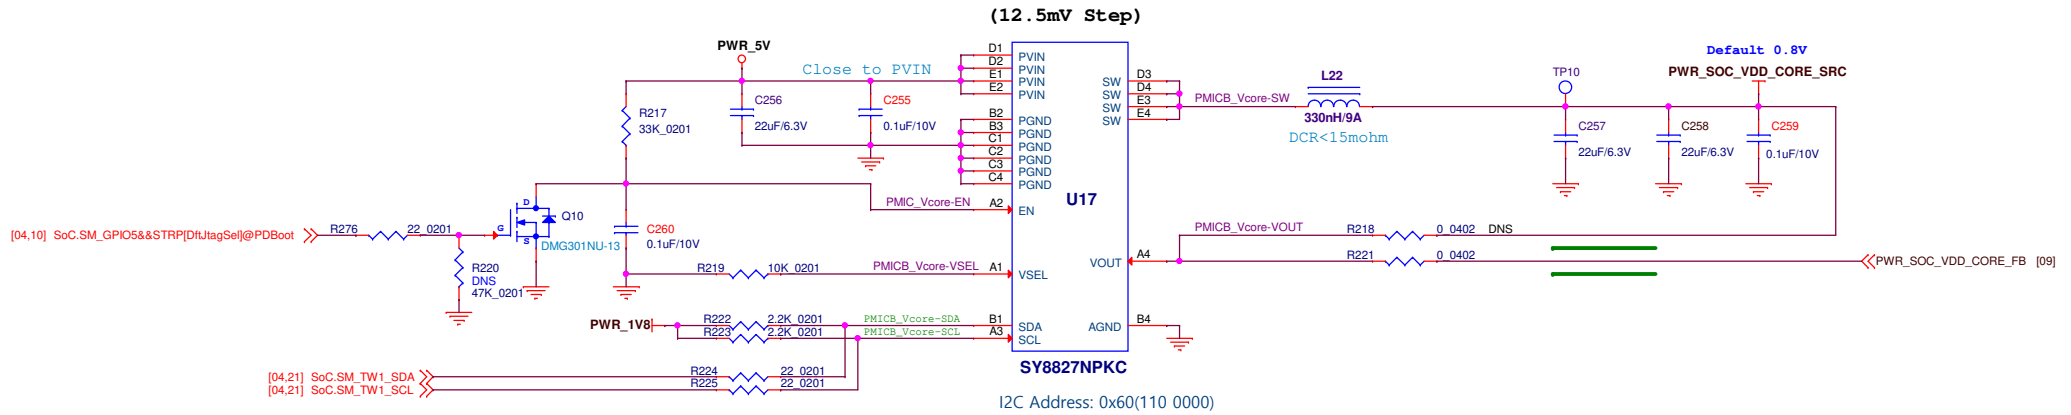 (12.5mV Step)
PWR_5V
Close to PVIN
C256
22uF/6.3V
C255
0.1uF/10V
R217
33K_0201
D1
D2
E1
E2
PVIN
PVIN
PVIN
PVIN
B2
B3
C1
C2
C3
C4
PGND
PGND
PGND
PGND
PGND
PGND
SW
SW
SW
SW
D3
D4
E3
E4
PMICB_Vcore-SW
L22
330nH/9A
DCR<15mohm
TP10
Default 0.8V
PWR_SOC_VDD_CORE_SRC
C257
22uF/6.3V
C258
22uF/6.3V
C259
0.1uF/10V
U17
PMIC_Vcore-EN
A2
EN
[04,10] SoC.SM_GPIO5&&STRP[DftJtagSel]@PDBoot
R276
22_0201
G
D
S
Q10
DMG301NU-13
R220
DNS
47K_0201
C260
0.1uF/10V
R219
10K_0201
PMICB_Vcore-VSEL
A1
VSEL
PMICB_Vcore-VOUT
R218
0_0402
DNS
R221
0_0402
VOUT
A4
PWR_SOC_VDD_CORE_FB [09]
PWR_1V8
R222
2.2K_0201
PMICB_Vcore-SDA
B1
SDA
R223
2.2K_0201
PMICB_Vcore-SCL
A3
SCL
AGND
B4
SY8827NPKC
[04,21] SoC.SM_TW1_SDA
R224
22_0201
[04,21] SoC.SM_TW1_SCL
R225
22_0201
I2C Address: 0x60(110 0000)